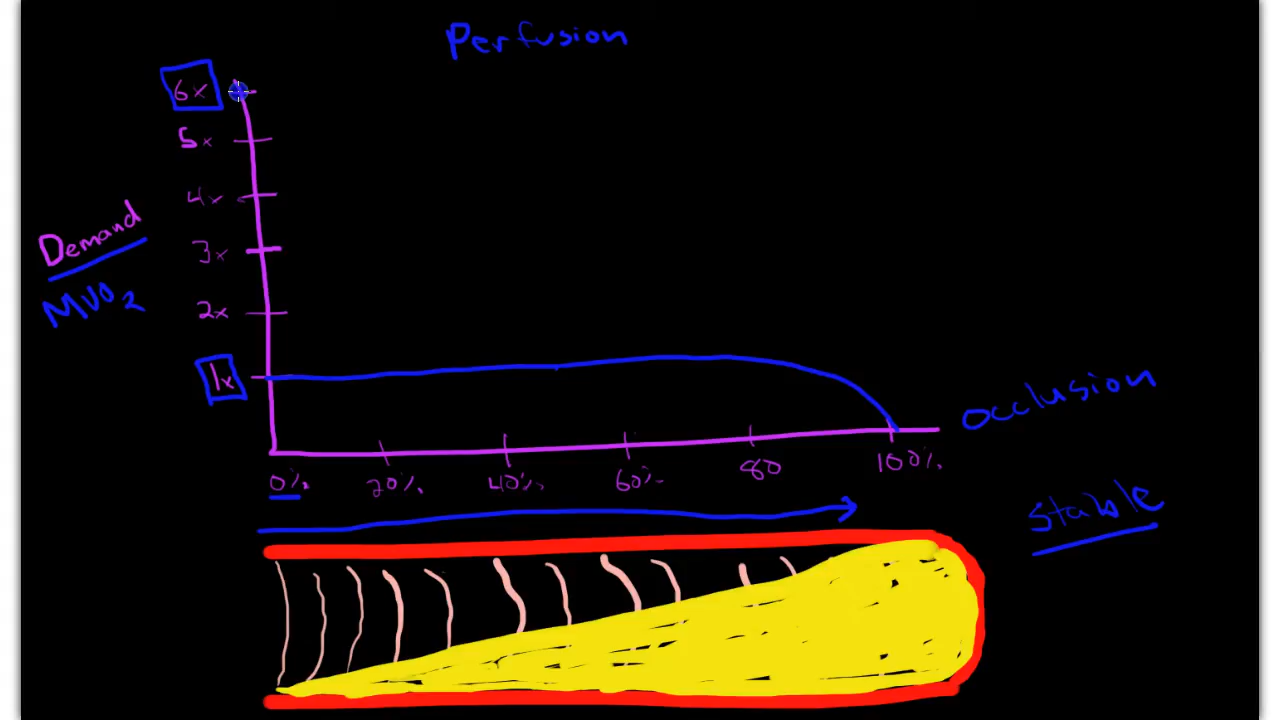 Perfusion
6x
5x
4x
3x
2x
1x
Demand
MVO2
0%
20%
40%
60%
80
100%
Occlusion
Stable